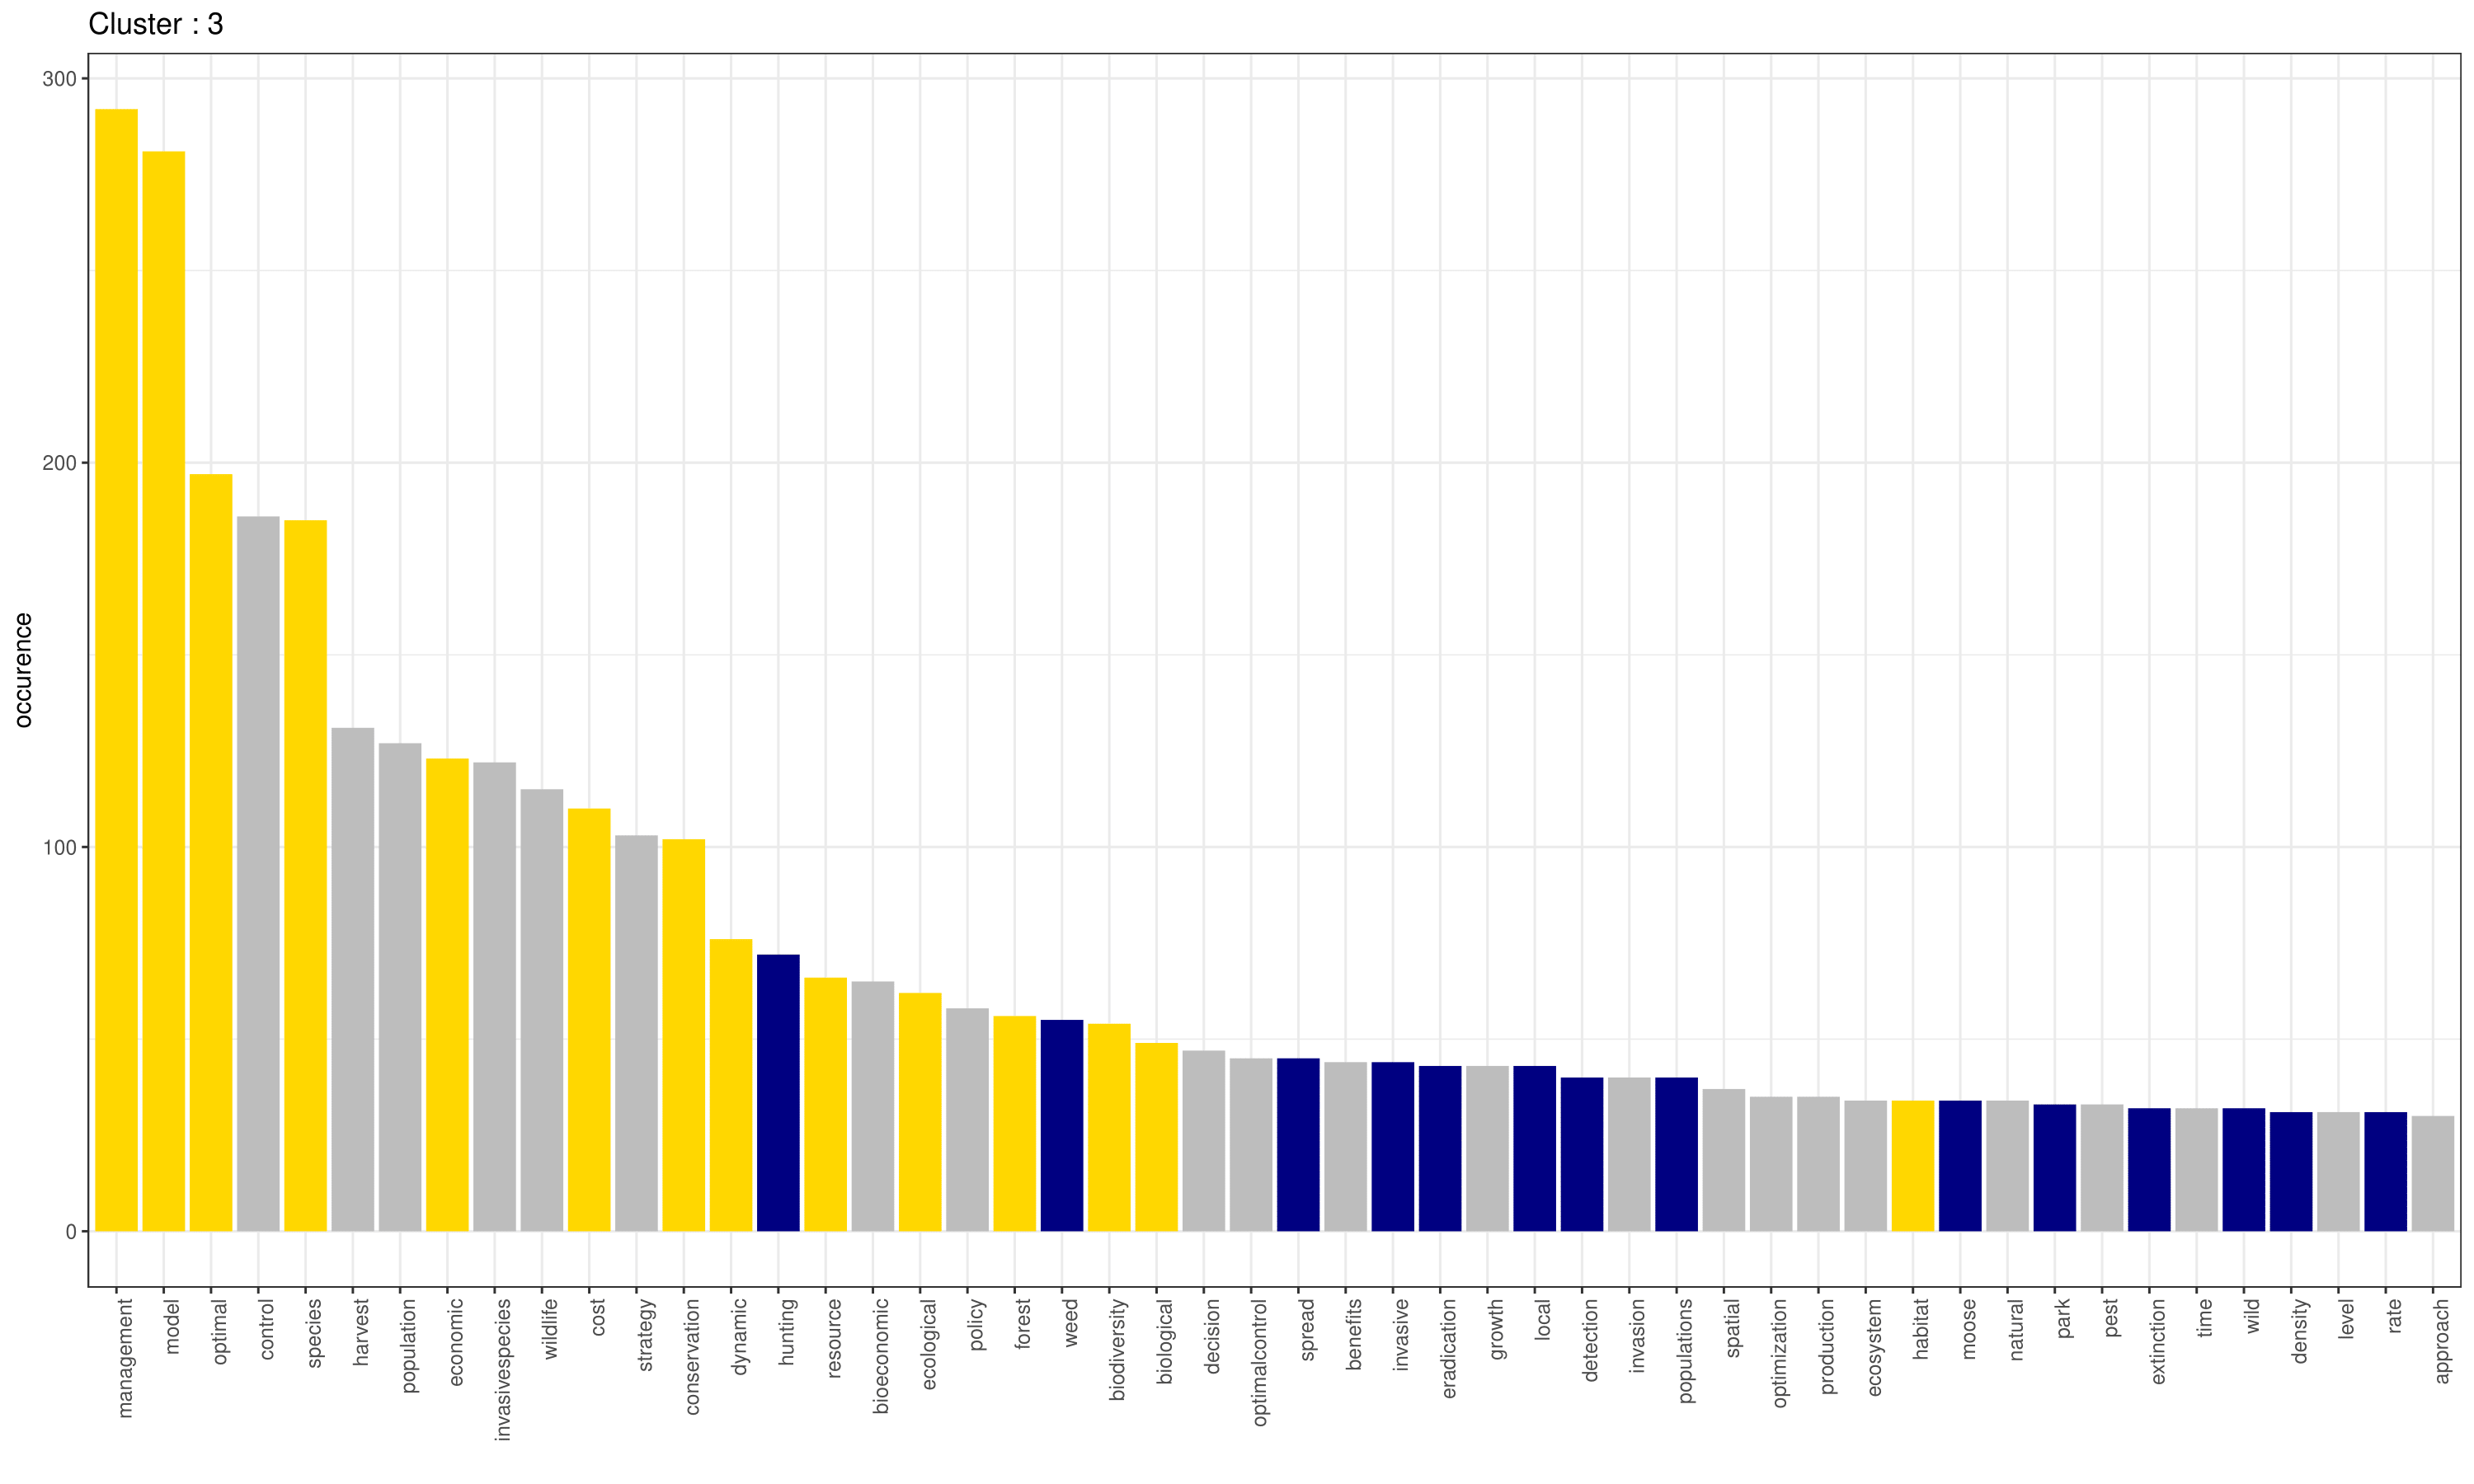 Cluster : 3
occurence
300
200
100
0
management
model
optimal
control
species
harvest
population
economic
invasivespecies
wildlife
cost
strategy
conservation
dynamic
hunting
resource
bioeconomic
ecological
policy
forest
weed
biodiversity
biological
decision
optimalcontrol
spread
benefits
invasive
eradication
growth
local
detection
invasion
populations
spatial
optimization
production
ecosystem
habitat
moose
natural
park
pest
extinction
time
wild
density
level
rate
approach